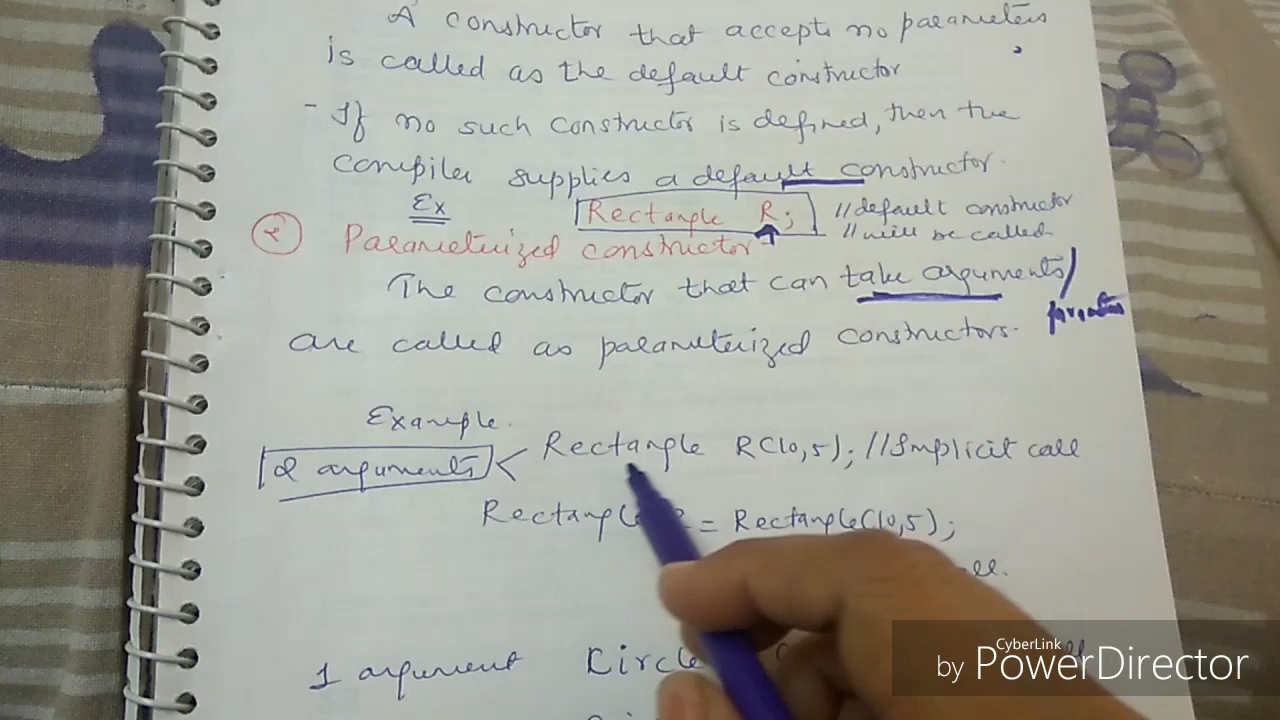 A constructor that accepts no parameters
is called as the default constructor
- If no such constructor is defined, then the
compiler supplies a default constructor.
Ex Rectangle R; //default constructor
//will be called
② Parameterized constructor
The constructor that can take arguments/
are called as parameterized constructors.
Example.
2 arguments < Rectangle R(10,5); //Implicit call
Rectangle = Rectangle(10,5);
1 argument Circle
CyberLink
by PowerDirector